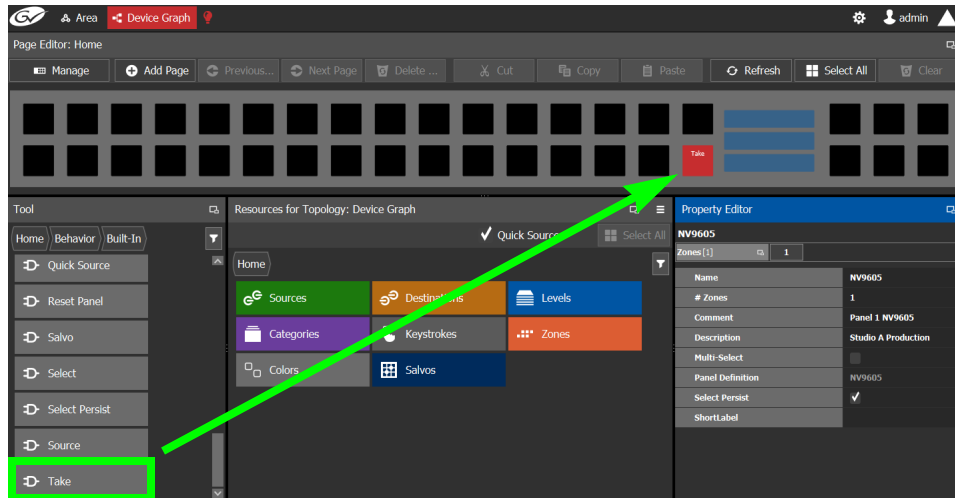 GV Area Device Graph admin
Page Editor: Home
Manage Add Page Previous... Next Page Delete ... Cut Copy Paste Refresh Select All Clear
Take
Tool
Home Behavior Built-In
Quick Source
Reset Panel
Salvo
Select
Select Persist
Source
Take
Resources for Topology: Device Graph
Quick Source Select All
Home
Sources Destinations Levels
Categories Keystrokes Zones
Colors Salvos
Property Editor
NV9605
Zones [1] 1
Name NV9605
# Zones 1
Comment Panel 1 NV9605
Description Studio A Production
Multi-Select
Panel Definition NV9605
Select Persist
ShortLabel